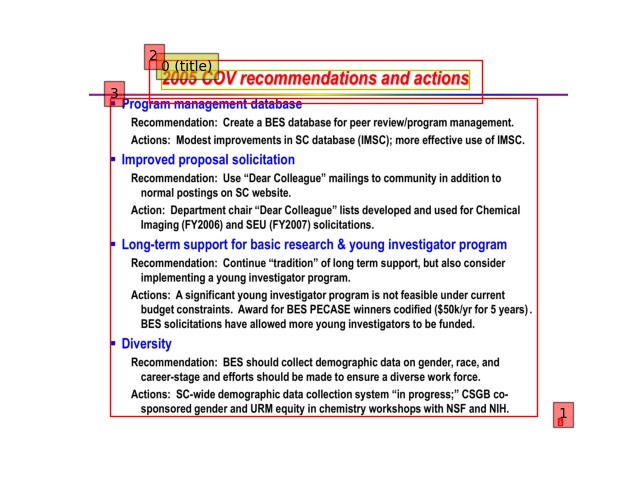 2
0 (title)
2005 COV recommendations and actions
3
Program management database
Recommendation: Create a BES database for peer review/program management.
Actions: Modest improvements in SC database (IMSC); more effective use of IMSC.
Improved proposal solicitation
Recommendation: Use “Dear Colleague” mailings to community in addition to
normal postings on SC website.
Action: Department chair “Dear Colleague” lists developed and used for Chemical
Imaging (FY2006) and SEU (FY2007) solicitations.
Long-term support for basic research & young investigator program
Recommendation: Continue “tradition” of long term support, but also consider
implementing a young investigator program.
Actions: A significant young investigator program is not feasible under current
budget constraints. Award for BES PECASE winners codified ($50k/yr for 5 years).
BES solicitations have allowed more young investigators to be funded.
Diversity
Recommendation: BES should collect demographic data on gender, race, and
career-stage and efforts should be made to ensure a diverse work force.
Actions: SC-wide demographic data collection system “in progress;” CSGB co-
sponsored gender and URM equity in chemistry workshops with NSF and NIH.
1